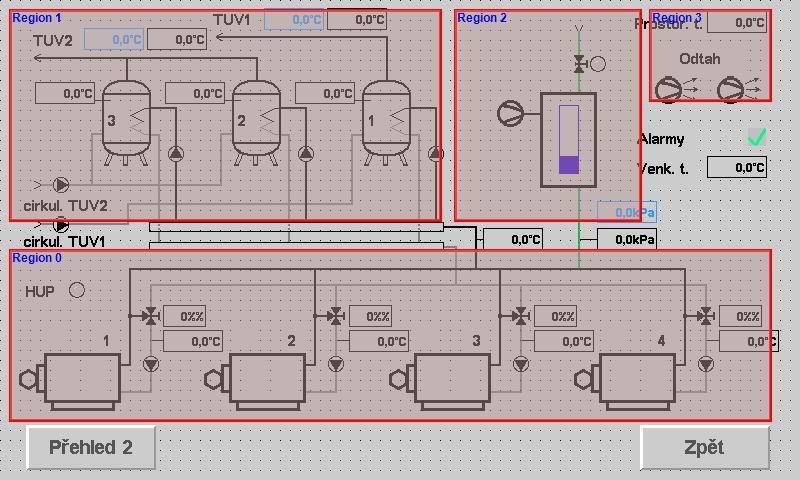 Region 1
TUV1 0,0°C 0,0°C
Region 2
Region 3
Prostor. t. 0,0°C
TUV2 0,0°C 0,0°C
Odtah
0,0°C 0,0°C 0,0°C
3 2 1
Alarmy
Venk. t. 0,0°C
cirkul. TUV2
0,0kPa
cirkul. TUV1
0,0°C 0,0kPa
Region 0
HUP
0%% 0%% 0%% 0%%
1 0,0°C 2 0,0°C 3 0,0°C 4 0,0°C
Přehled 2
Zpět